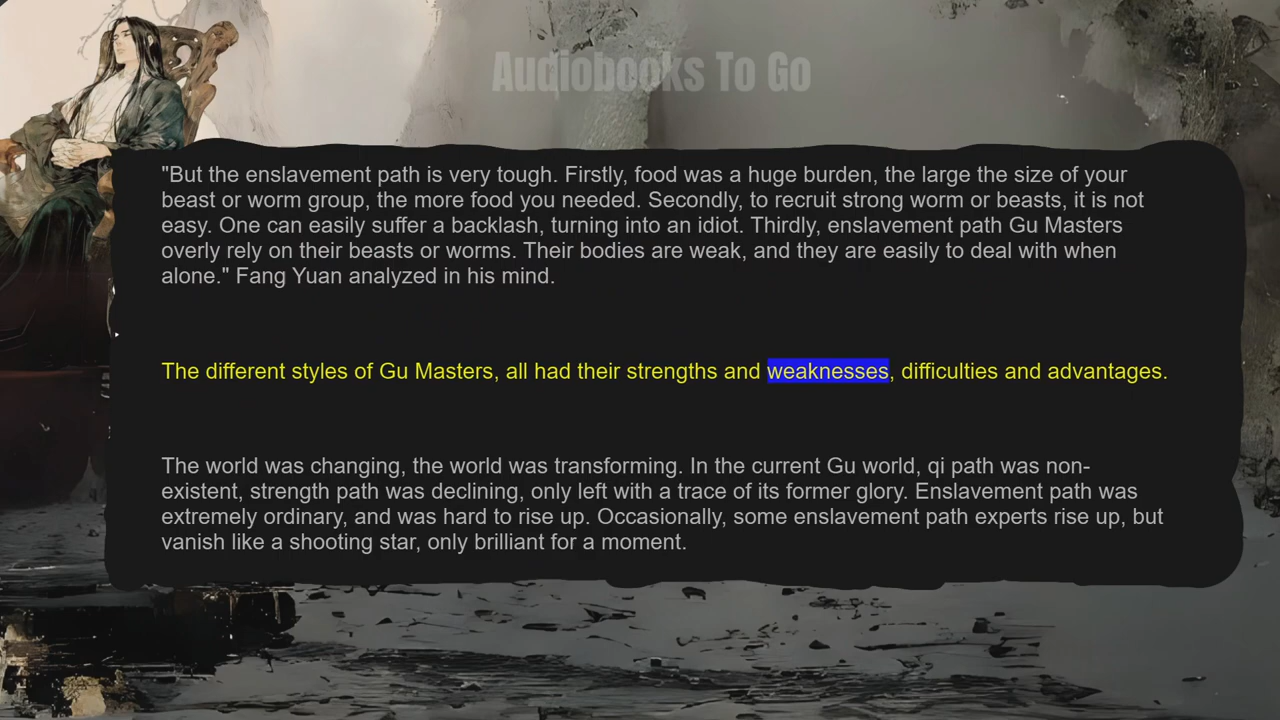 Audiobooks To Go
"But the enslavement path is very tough. Firstly, food was a huge burden, the large the size of your
beast or worm group, the more food you needed. Secondly, to recruit strong worm or beasts, it is not
easy. One can easily suffer a backlash, turning into an idiot. Thirdly, enslavement path Gu Masters
overly rely on their beasts or worms. Their bodies are weak, and they are easily to deal with when
alone." Fang Yuan analyzed in his mind.
The different styles of Gu Masters, all had their strengths and weaknesses, difficulties and advantages.
The world was changing, the world was transforming. In the current Gu world, qi path was non-
existent, strength path was declining, only left with a trace of its former glory. Enslavement path was
extremely ordinary, and was hard to rise up. Occasionally, some enslavement path experts rise up, but
vanish like a shooting star, only brilliant for a moment.